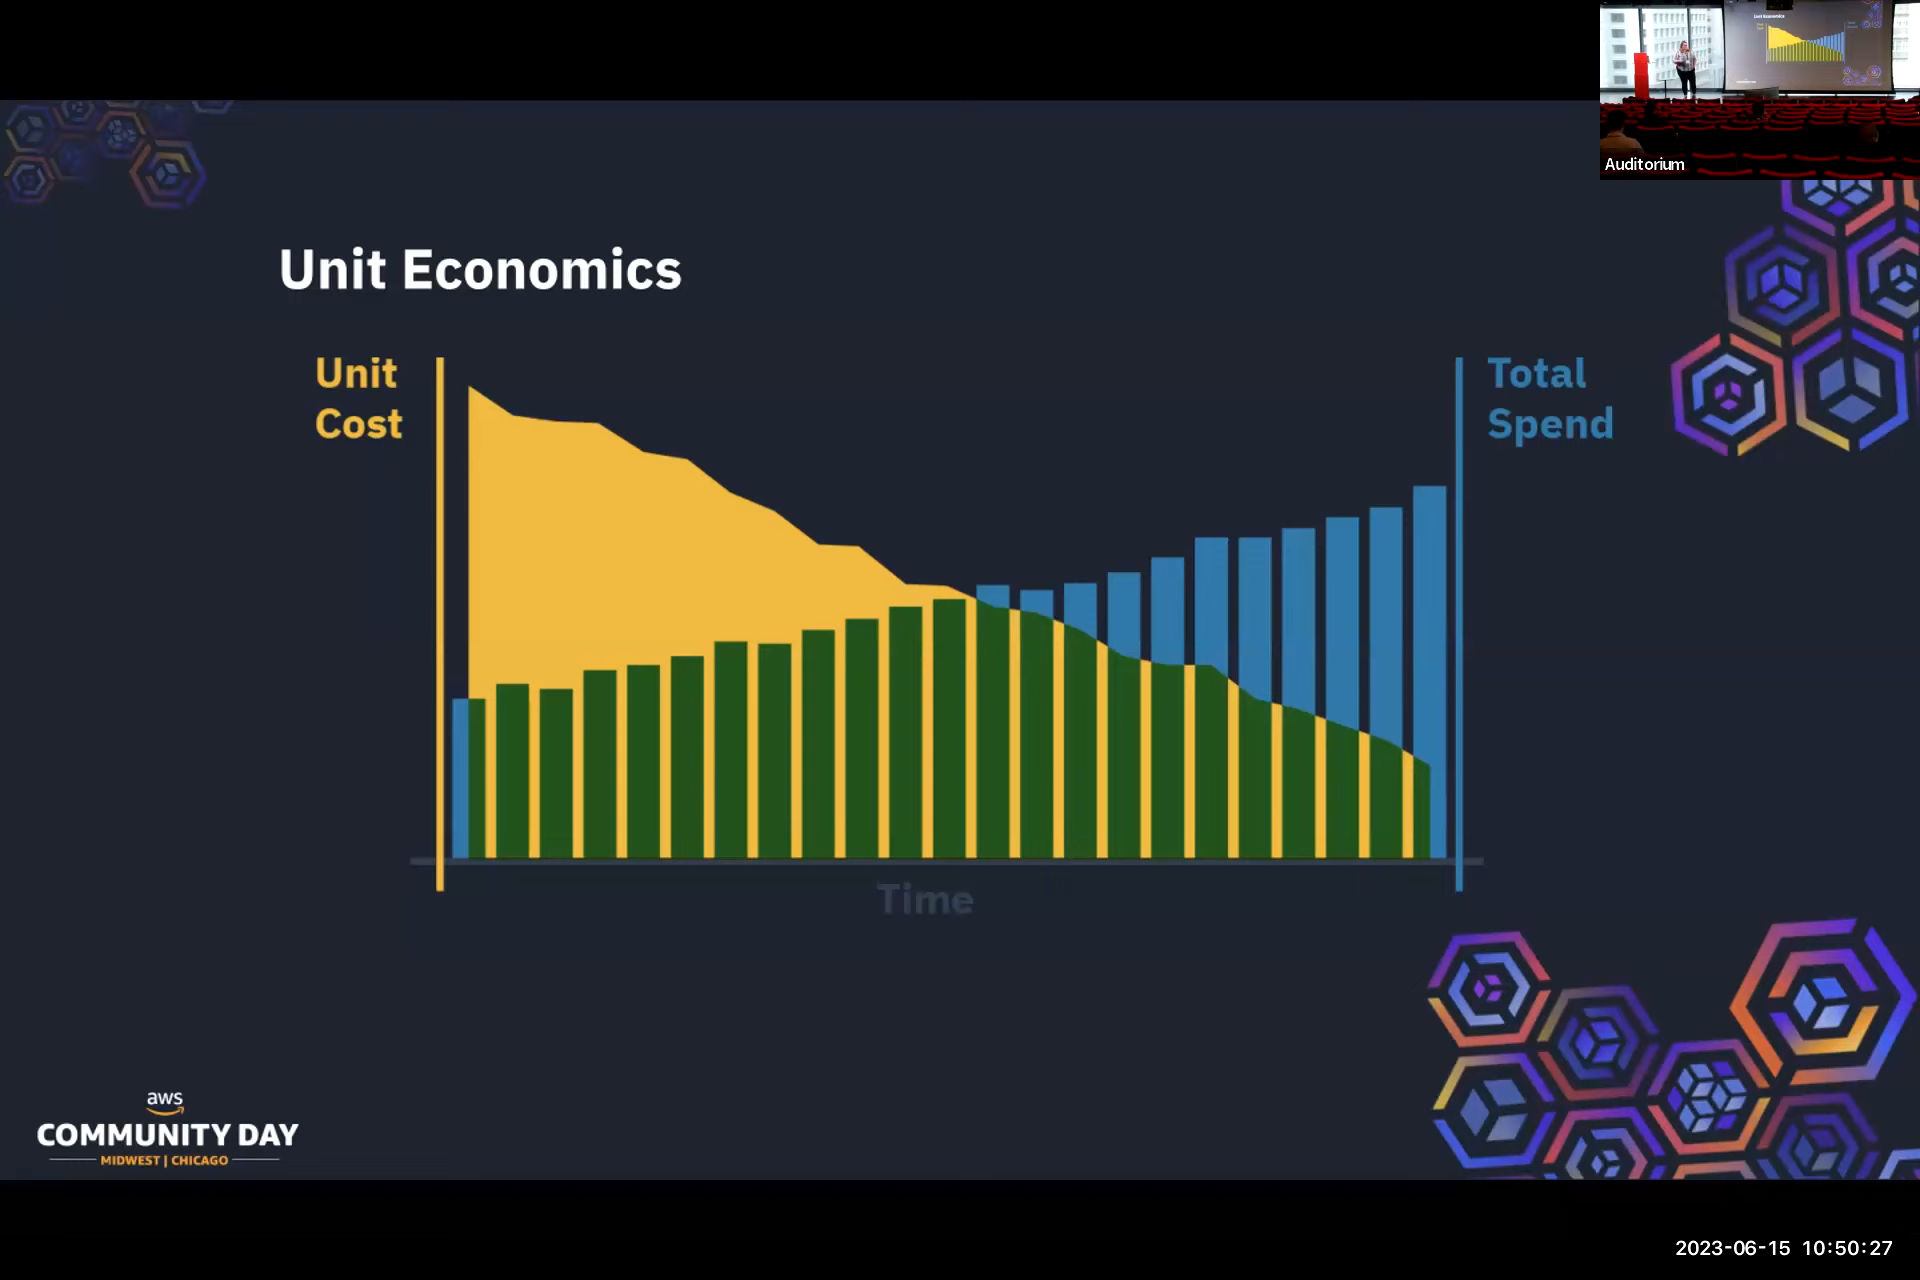 Auditorium
Unit Economics
Unit
Cost
Total
Spend
Time
aws
COMMUNITY DAY
MIDWEST | CHICAGO
2023-06-15 10:50:27